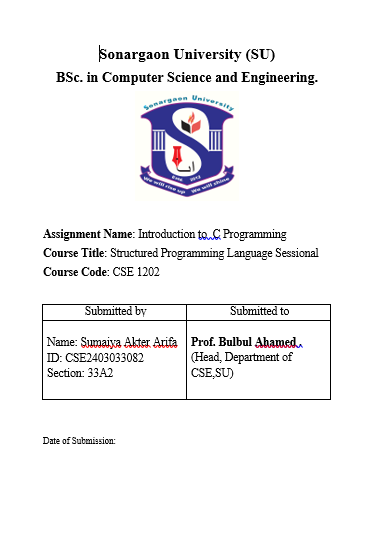 Sonargaon University (SU)
BSc. in Computer Science and Engineering.
Sonargaon University
Estd. 2012
We will rise up We will shine
Assignment Name: Introduction to C Programming
Course Title: Structured Programming Language Sessional
Course Code: CSE 1202
Submitted by
Submitted to
Name: Sumaiya Akter Arifa
ID: CSE2403033082
Section: 33A2
Prof. Bulbul Ahamed.
(Head, Department of
CSE,SU)
Date of Submission: